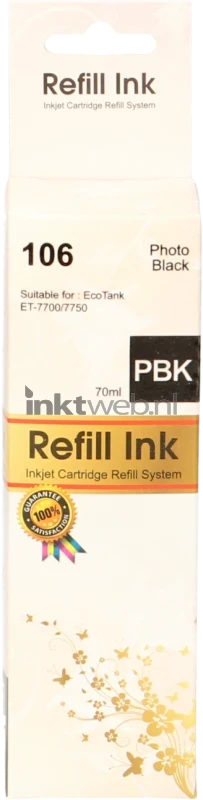 Refill Ink
Inkjet Cartridge Refill System
106
Photo
Black
Suitable for : EcoTank
ET-7700/7750
PBK
70ml
inktweb.nl
Refill Ink
Inkjet Cartridge Refill System
GUARANTEE
100%
SATISFACTION